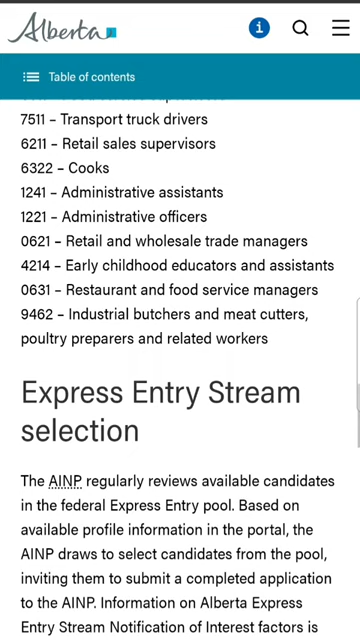 Alberta
i
Table of contents
7511 – Transport truck drivers
6211 – Retail sales supervisors
6322 – Cooks
1241 – Administrative assistants
1221 – Administrative officers
0621 – Retail and wholesale trade managers
4214 – Early childhood educators and assistants
0631 – Restaurant and food service managers
9462 – Industrial butchers and meat cutters,
poultry preparers and related workers
Express Entry Stream
selection
The AINP regularly reviews available candidates
in the federal Express Entry pool. Based on
available profile information in the portal, the
AINP draws to select candidates from the pool,
inviting them to submit a completed application
to the AINP. Information on Alberta Express
Entry Stream Notification of Interest factors is